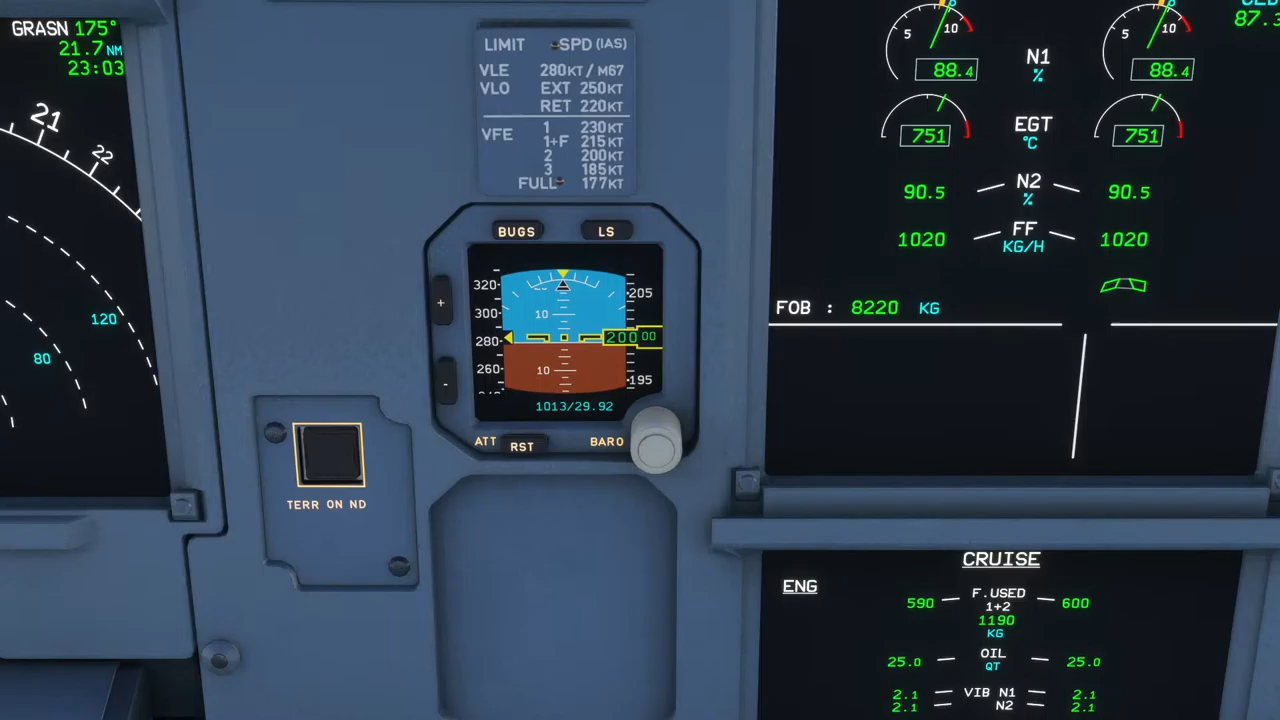 GRASN 175°
21.7 NM
23:03
21
22
120
80
LIMIT SPD (IAS)
VLE 280KT / M67
VLO EXT 250KT
RET 220KT
VFE 1 230KT
1+F 215KT
2 200KT
3 185KT
FULL 177KT
BUGS LS
+
-
320
300
280
260
10
10
205
200 00
195
1013/29.92
ATT RST BARO
TERR ON ND
5 10 5 10
88.4 N1 % 88.4
87.3
751 EGT °C 751
90.5 N2 % 90.5
1020 FF KG/H 1020
FOB : 8220 KG
CRUISE
ENG
590 F.USED 600
1+2
1190
KG
25.0 OIL 25.0
QT
2.1 VIB N1 2.1
2.1 N2 2.1